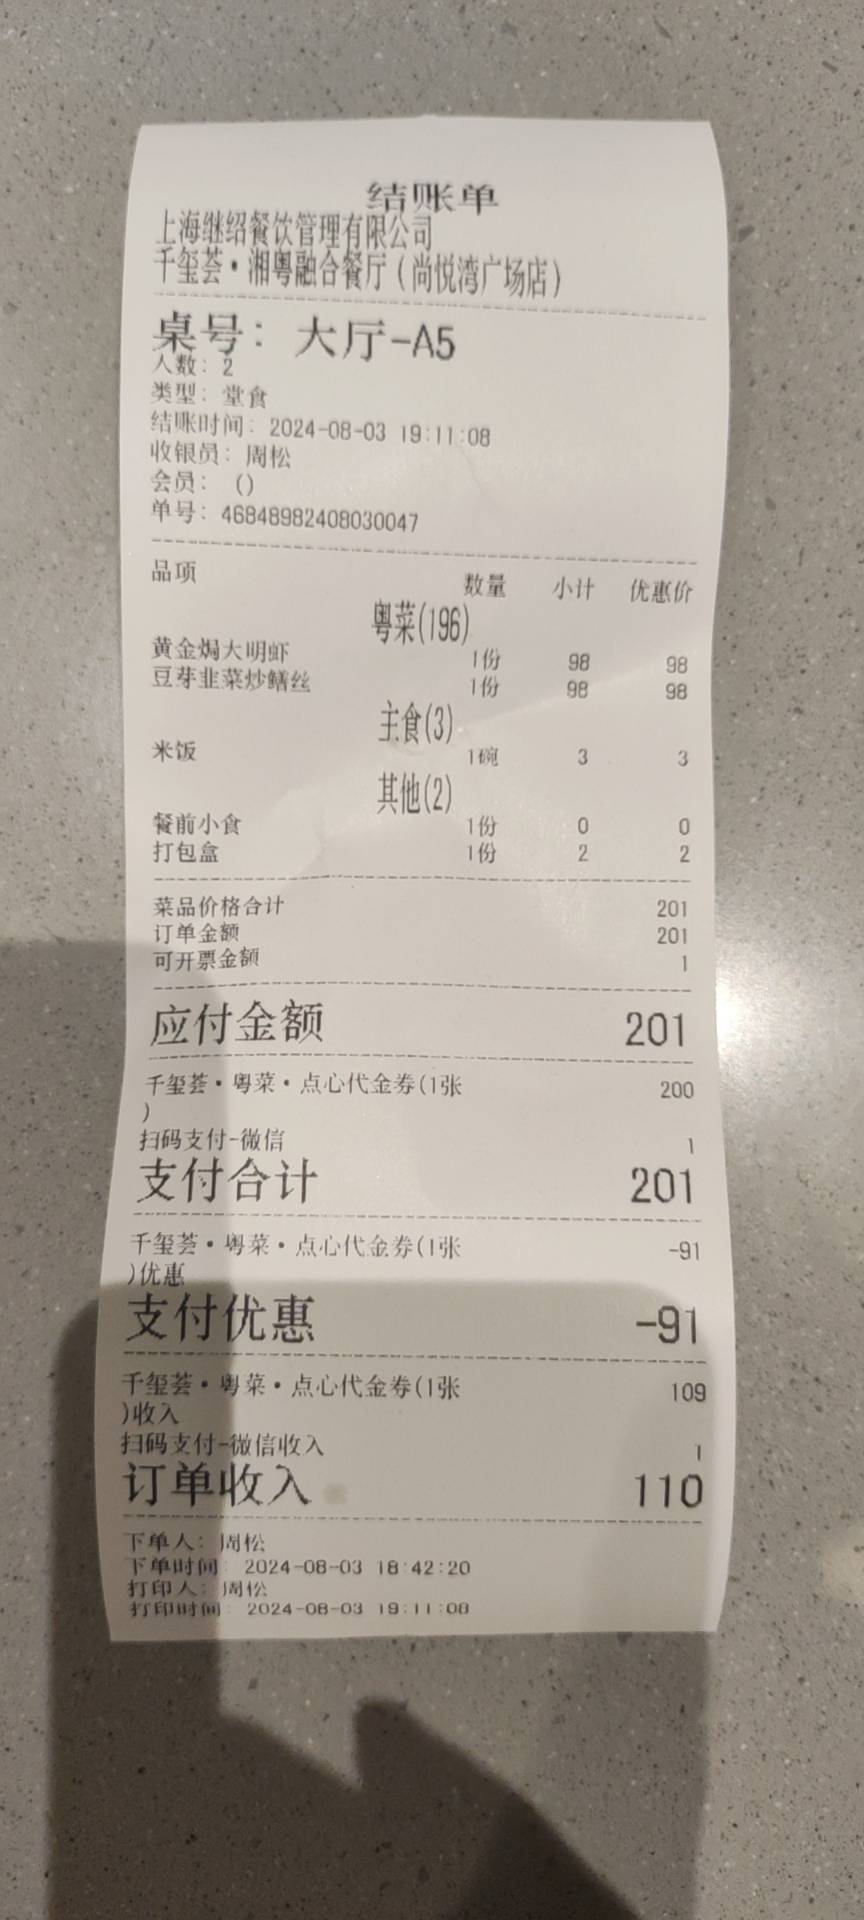 结账单
上海继绍餐饮管理有限公司
千玺荟·湘粤融合餐厅(尚悦湾广场店)
桌号: 大厅-A5
人数: 2
类型: 堂食
结账时间: 2024-08-03 19:11:08
收银员: 周松
会员: ()
单号: 46848982408030047
品项 数量 小计 优惠价
粤菜(196)
黄金焗大明虾 1份 98 98
豆芽韭菜炒鳝丝 1份 98 98
主食(3)
米饭 1碗 3 3
其他(2)
餐前小食 1份 0 0
打包盒 1份 2 2
菜品价格合计 201
订单金额 201
可开票金额 1
应付金额 201
千玺荟·粤菜·点心代金券(1张 200
)
扫码支付-微信 1
支付合计 201
千玺荟·粤菜·点心代金券(1张 -91
)优惠
支付优惠 -91
千玺荟·粤菜·点心代金券(1张 109
)收入
扫码支付-微信收入 1
订单收入 110
下单人: 周松
下单时间: 2024-08-03 18:42:20
打印人: 周松
打印时间: 2024-08-03 19:11:08